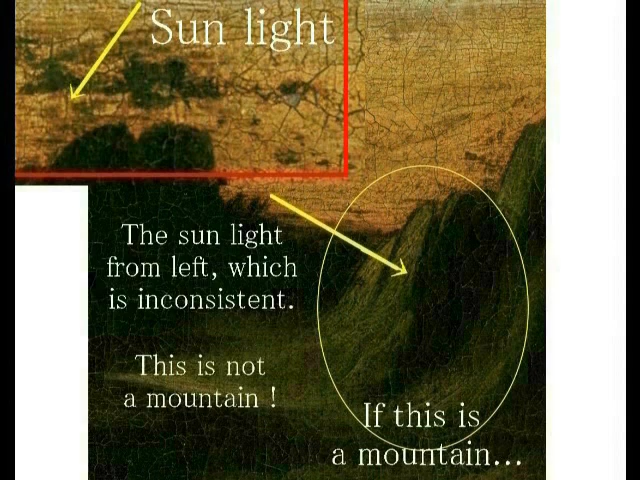 Sun light
The sun light
from left, which
is inconsistent.
This is not
a mountain !
If this is
a mountain...